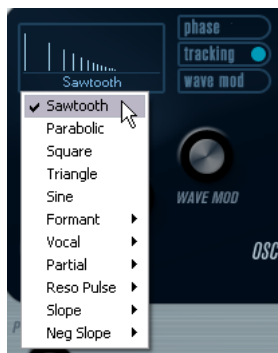 phase
tracking
wave mod
Sawtooth
Sawtooth
Parabolic
Square
Triangle
Sine
Formant
Vocal
Partial
Reso Pulse
Slope
Neg Slope
WAVE MOD
OSC
P